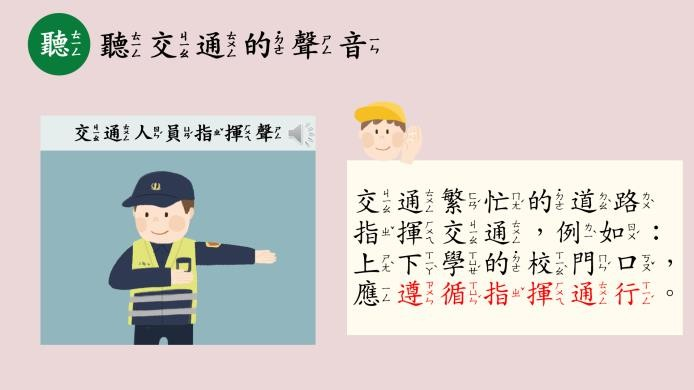 聽 聽交通的聲音
交通人員指揮聲
交通繁忙的道路
指揮交通，例如：
上下學的校門口，
應遵循指揮通行。